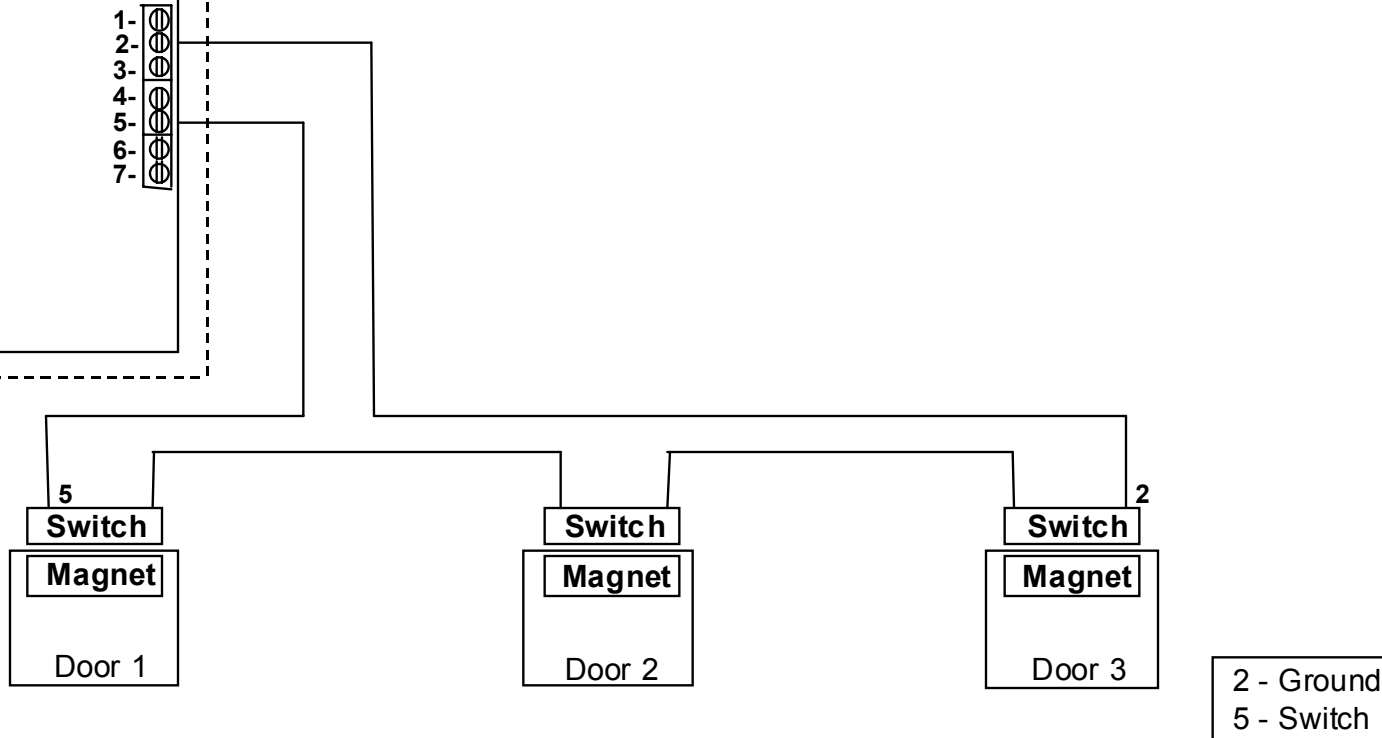 1-
2-
3-
4-
5-
6-
7-
5
2
Switch
Switch
Switch
Magnet
Magnet
Magnet
Door 1
Door 2
Door 3
2 - Ground
5 - Switch